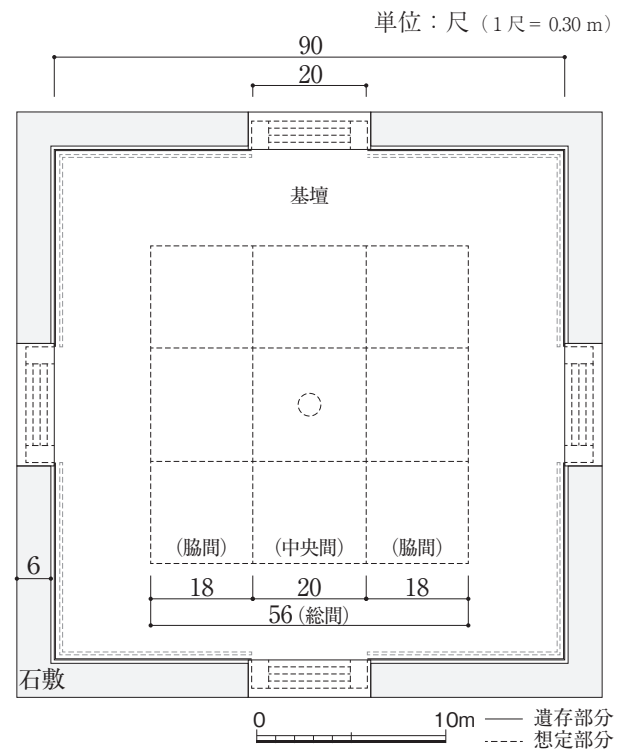 単位：尺（1尺＝0.30 m）
90
20
基壇
（脇間）（中央間）（脇間）
6
18 20 18
56（総間）
石敷
0 10m
遺存部分
想定部分